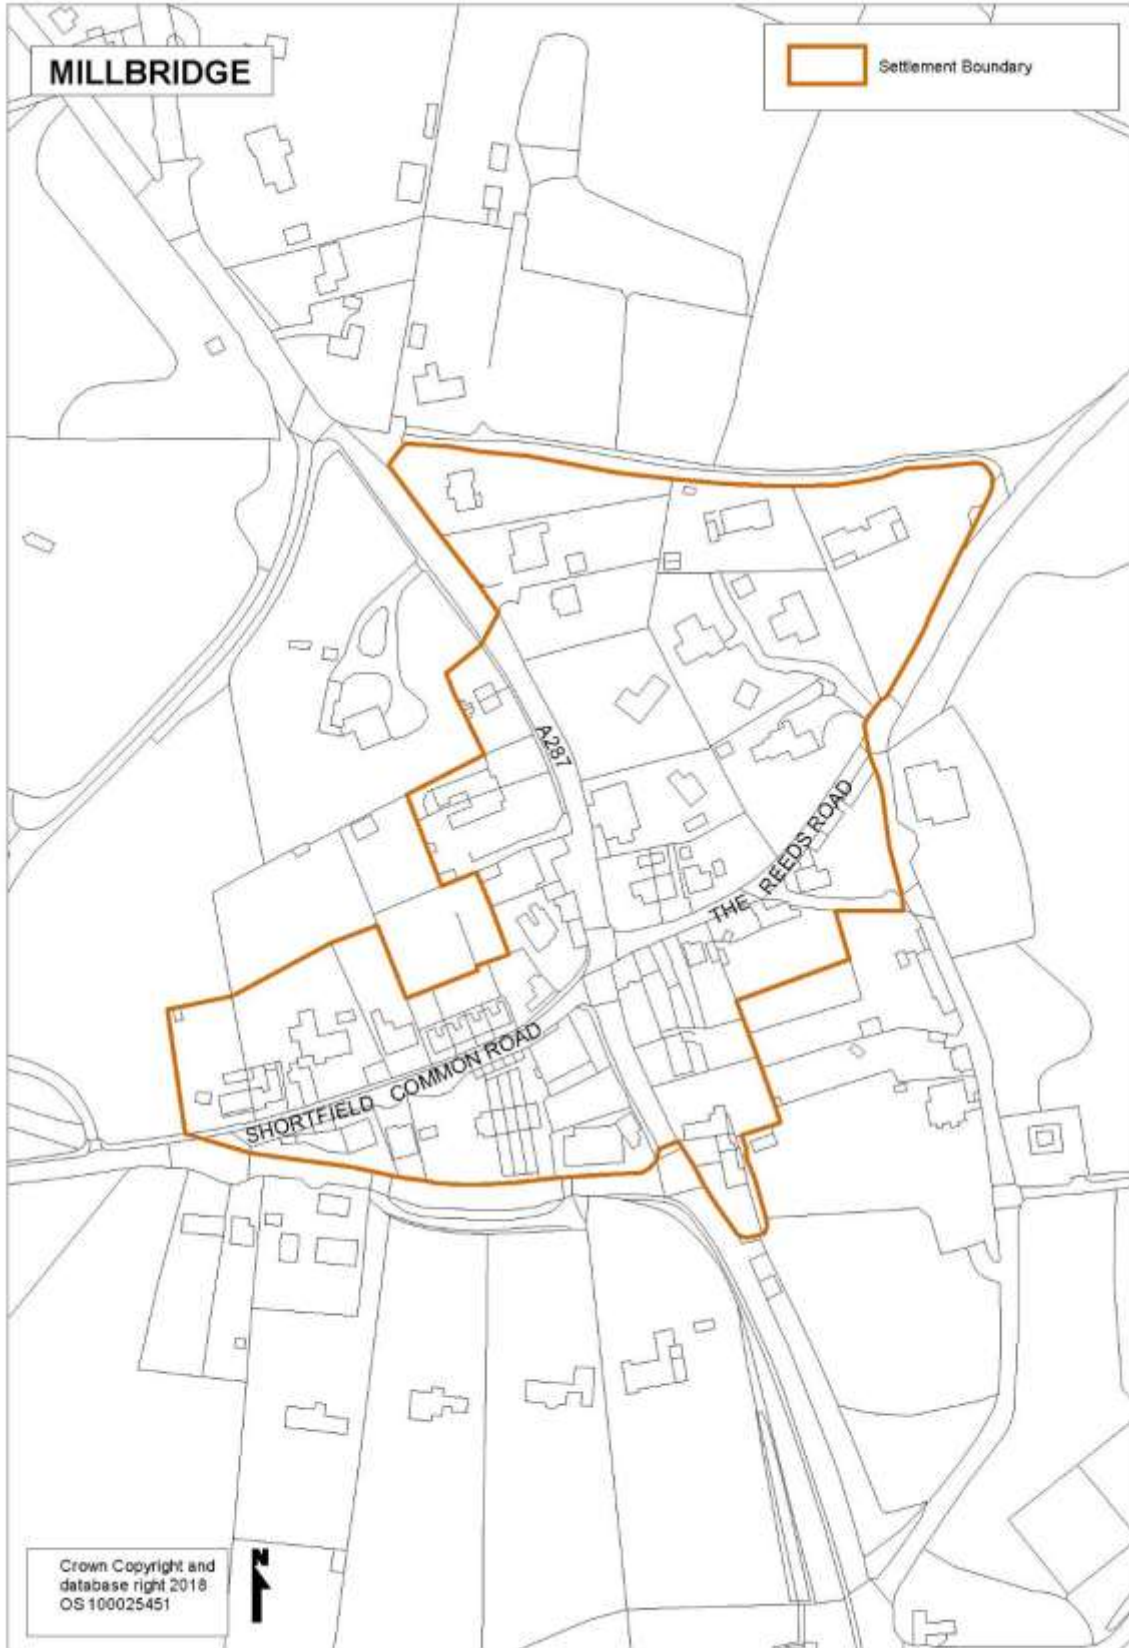 MILLBRIDGE
Settlement Boundary
A287
THE REEDS ROAD
SHORTFIELD COMMON ROAD
N
Crown Copyright and
database right 2018
OS 100025451